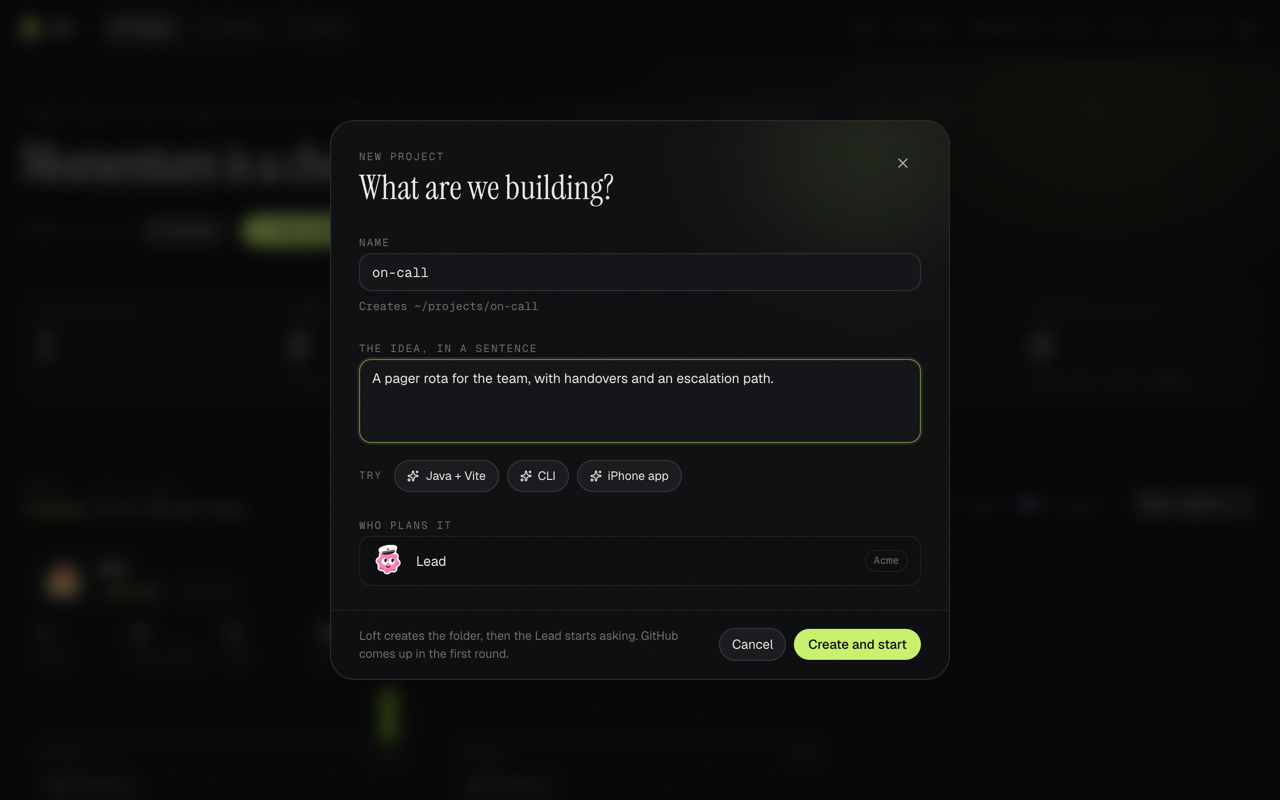 NEW PROJECT
What are we building?
NAME
on-call
Creates ~/projects/on-call
THE IDEA, IN A SENTENCE
A pager rota for the team, with handovers and an escalation path.
TRY
Java + Vite
CLI
iPhone app
WHO PLANS IT
Lead
Acme
Loft creates the folder, then the Lead starts asking. GitHub
comes up in the first round.
Cancel
Create and start